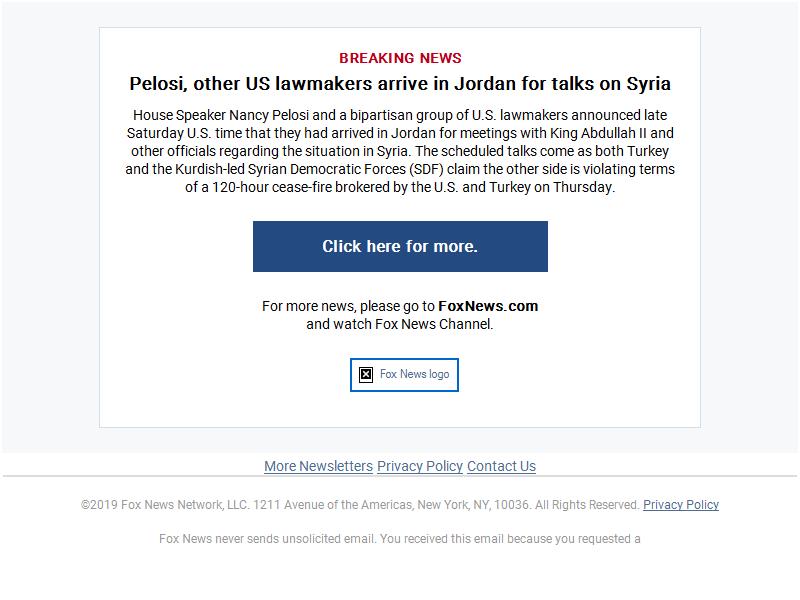 BREAKING NEWS
Pelosi, other US lawmakers arrive in Jordan for talks on Syria
House Speaker Nancy Pelosi and a bipartisan group of U.S. lawmakers announced late
Saturday U.S. time that they had arrived in Jordan for meetings with King Abdullah II and
other officials regarding the situation in Syria. The scheduled talks come as both Turkey
and the Kurdish-led Syrian Democratic Forces (SDF) claim the other side is violating terms
of a 120-hour cease-fire brokered by the U.S. and Turkey on Thursday.
Click here for more.
For more news, please go to FoxNews.com
and watch Fox News Channel.
Fox News logo
More Newsletters Privacy Policy Contact Us
©2019 Fox News Network, LLC. 1211 Avenue of the Americas, New York, NY, 10036. All Rights Reserved. Privacy Policy
Fox News never sends unsolicited email. You received this email because you requested a